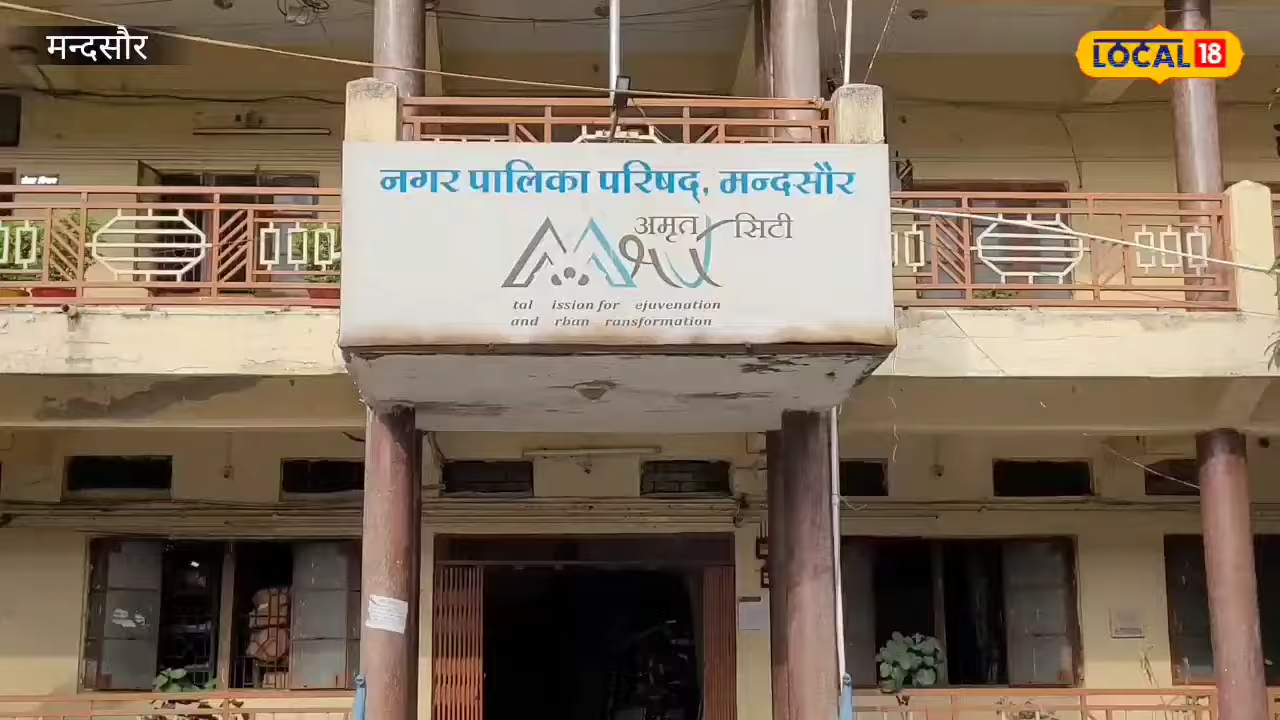 मन्दसौर
LOCAL 18
नगर पालिका परिषद्, मन्दसौर
अमृत सिटी
tal ission for ejuvenation
and rban ransformation